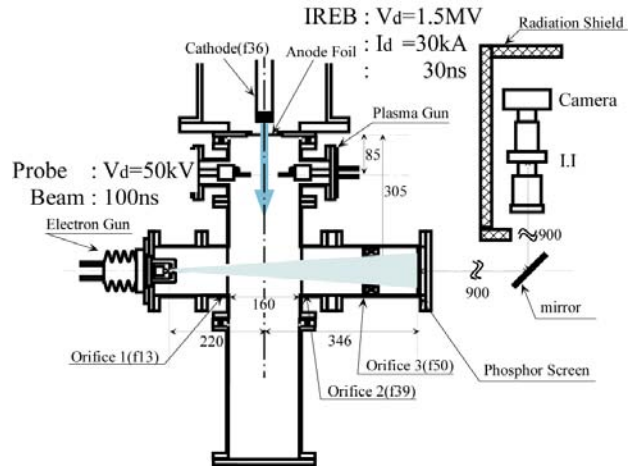 IREB : Vd=1.5MV
: Id =30kA
: 30ns
Radiation Shield
Cathode(f36)
Anode Foil
Camera
Plasma Gun
85
I.I
Probe : Vd=50kV
Beam : 100ns
305
Electron Gun
900
900
mirror
160
220
346
Orifice 1(f13)
Orifice 3(f50)
Phosphor Screen
Orifice 2(f39)